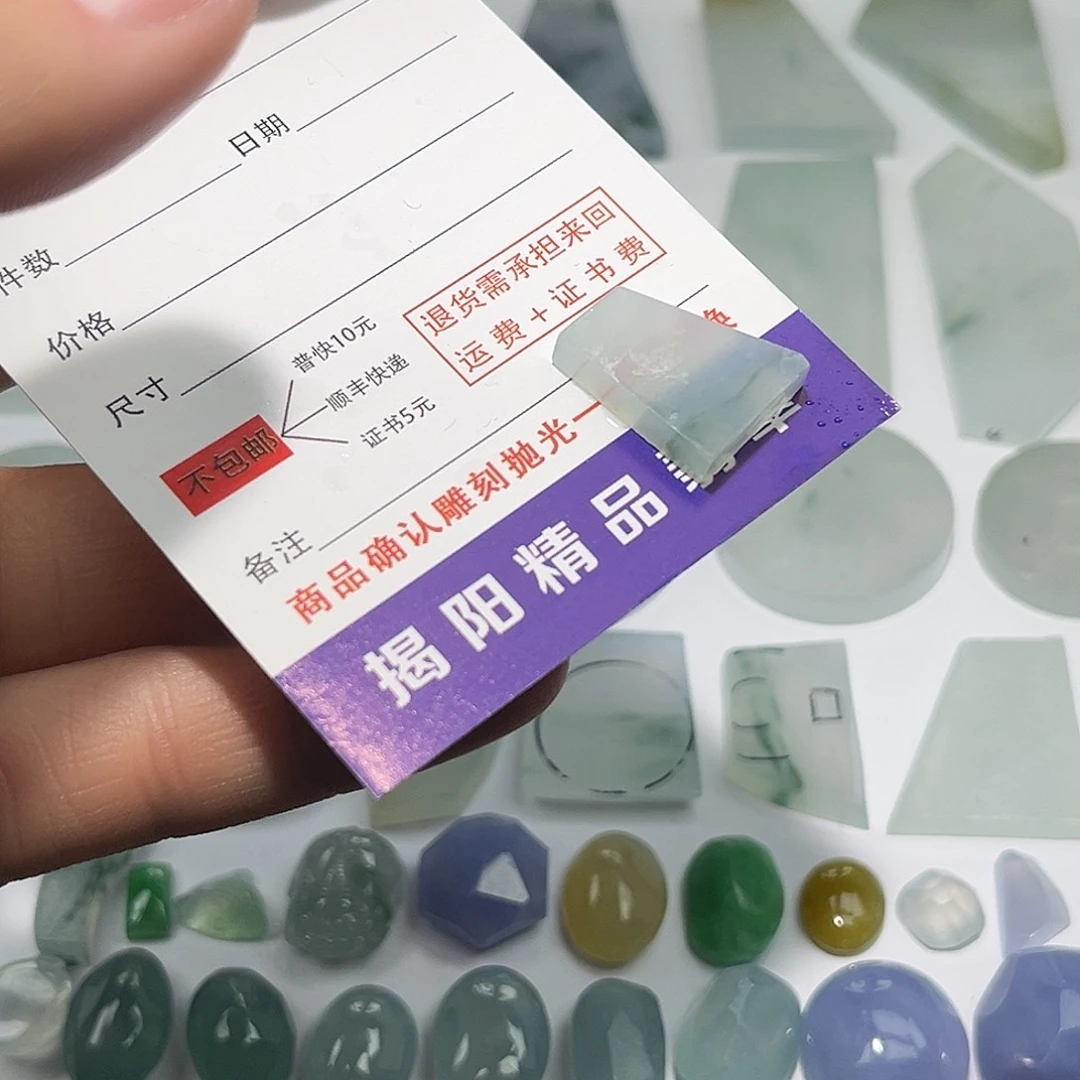 日期
件数
价格
尺寸
普快10元
顺丰快递
证书5元
不包邮
退货需承担来回
运费+证书费
备注
商品确认雕刻抛光一
揭阳精品